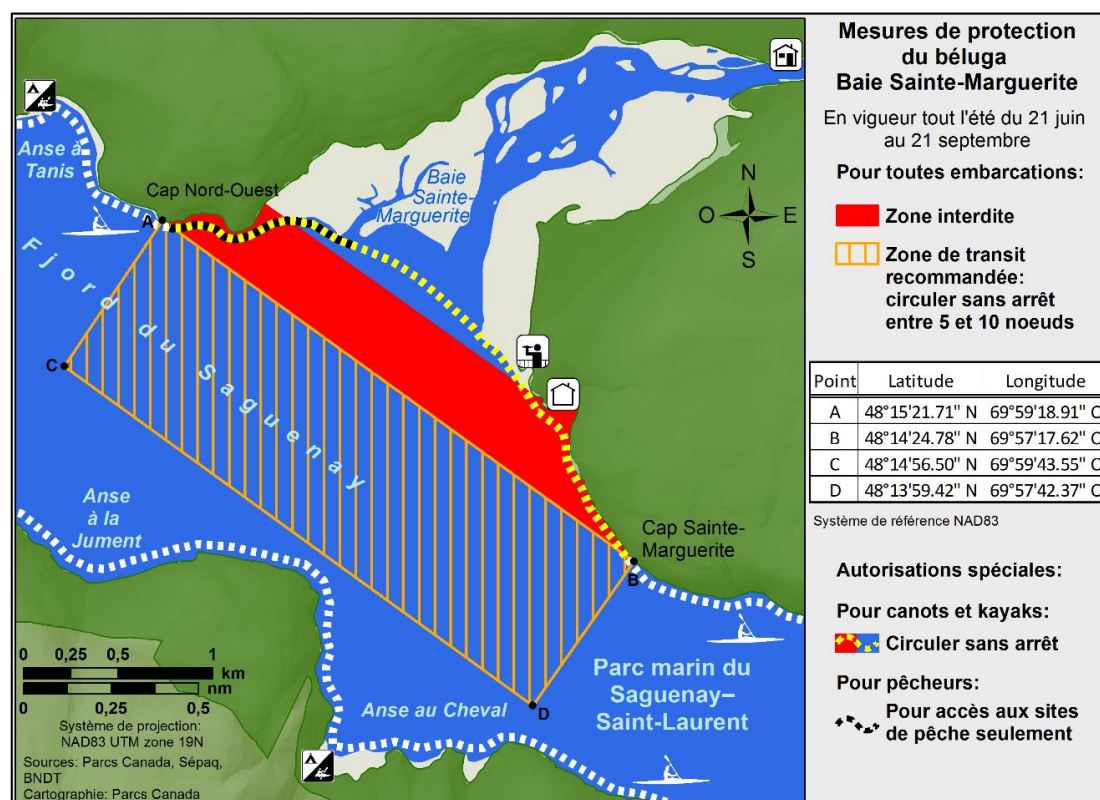 Mesures de protection
du béluga
Baie Sainte-Marguerite
En vigueur tout l'été du 21 juin
au 21 septembre
Pour toutes embarcations:
Zone interdite
Zone de transit
recommandée:
circuler sans arrêt
entre 5 et 10 noeuds
Point Latitude Longitude
A 48°15'21.71" N 69°59'18.91" O
B 48°14'24.78" N 69°57'17.62" O
C 48°14'56.50" N 69°59'43.55" O
D 48°13'59.42" N 69°57'42.37" O
Système de référence NAD83
Autorisations spéciales:
Pour canots et kayaks:
Circuler sans arrêt
Pour pêcheurs:
Pour accès aux sites
de pêche seulement
Anse à
Tanis
Cap Nord-Ouest
Baie
Sainte-
Marguerite
N
O E
S
A
Fjord du Saguenay
C
Anse
à la
Jument
Cap Sainte-
Marguerite
B
Parc marin du
Saguenay–
Saint-Laurent
Anse au Cheval
D
0 0,25 0,5 1
km
nm
0 0,25 0,5
Système de projection:
NAD83 UTM zone 19N
Sources: Parcs Canada, Sépaq,
BNDT
Cartographie: Parcs Canada